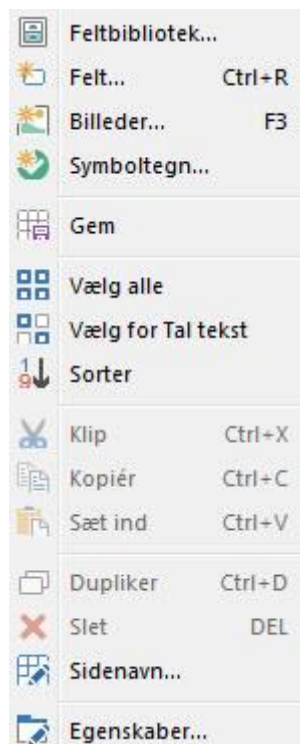 Feltbibliotek...
Felt... Ctrl+R
Billeder... F3
Symboltegn...
Gem
Vælg alle
Vælg for Tal tekst
Sorter
Klip Ctrl+X
Kopiér Ctrl+C
Sæt ind Ctrl+V
Dupliker Ctrl+D
Slet DEL
Sidenavn...
Egenskaber...